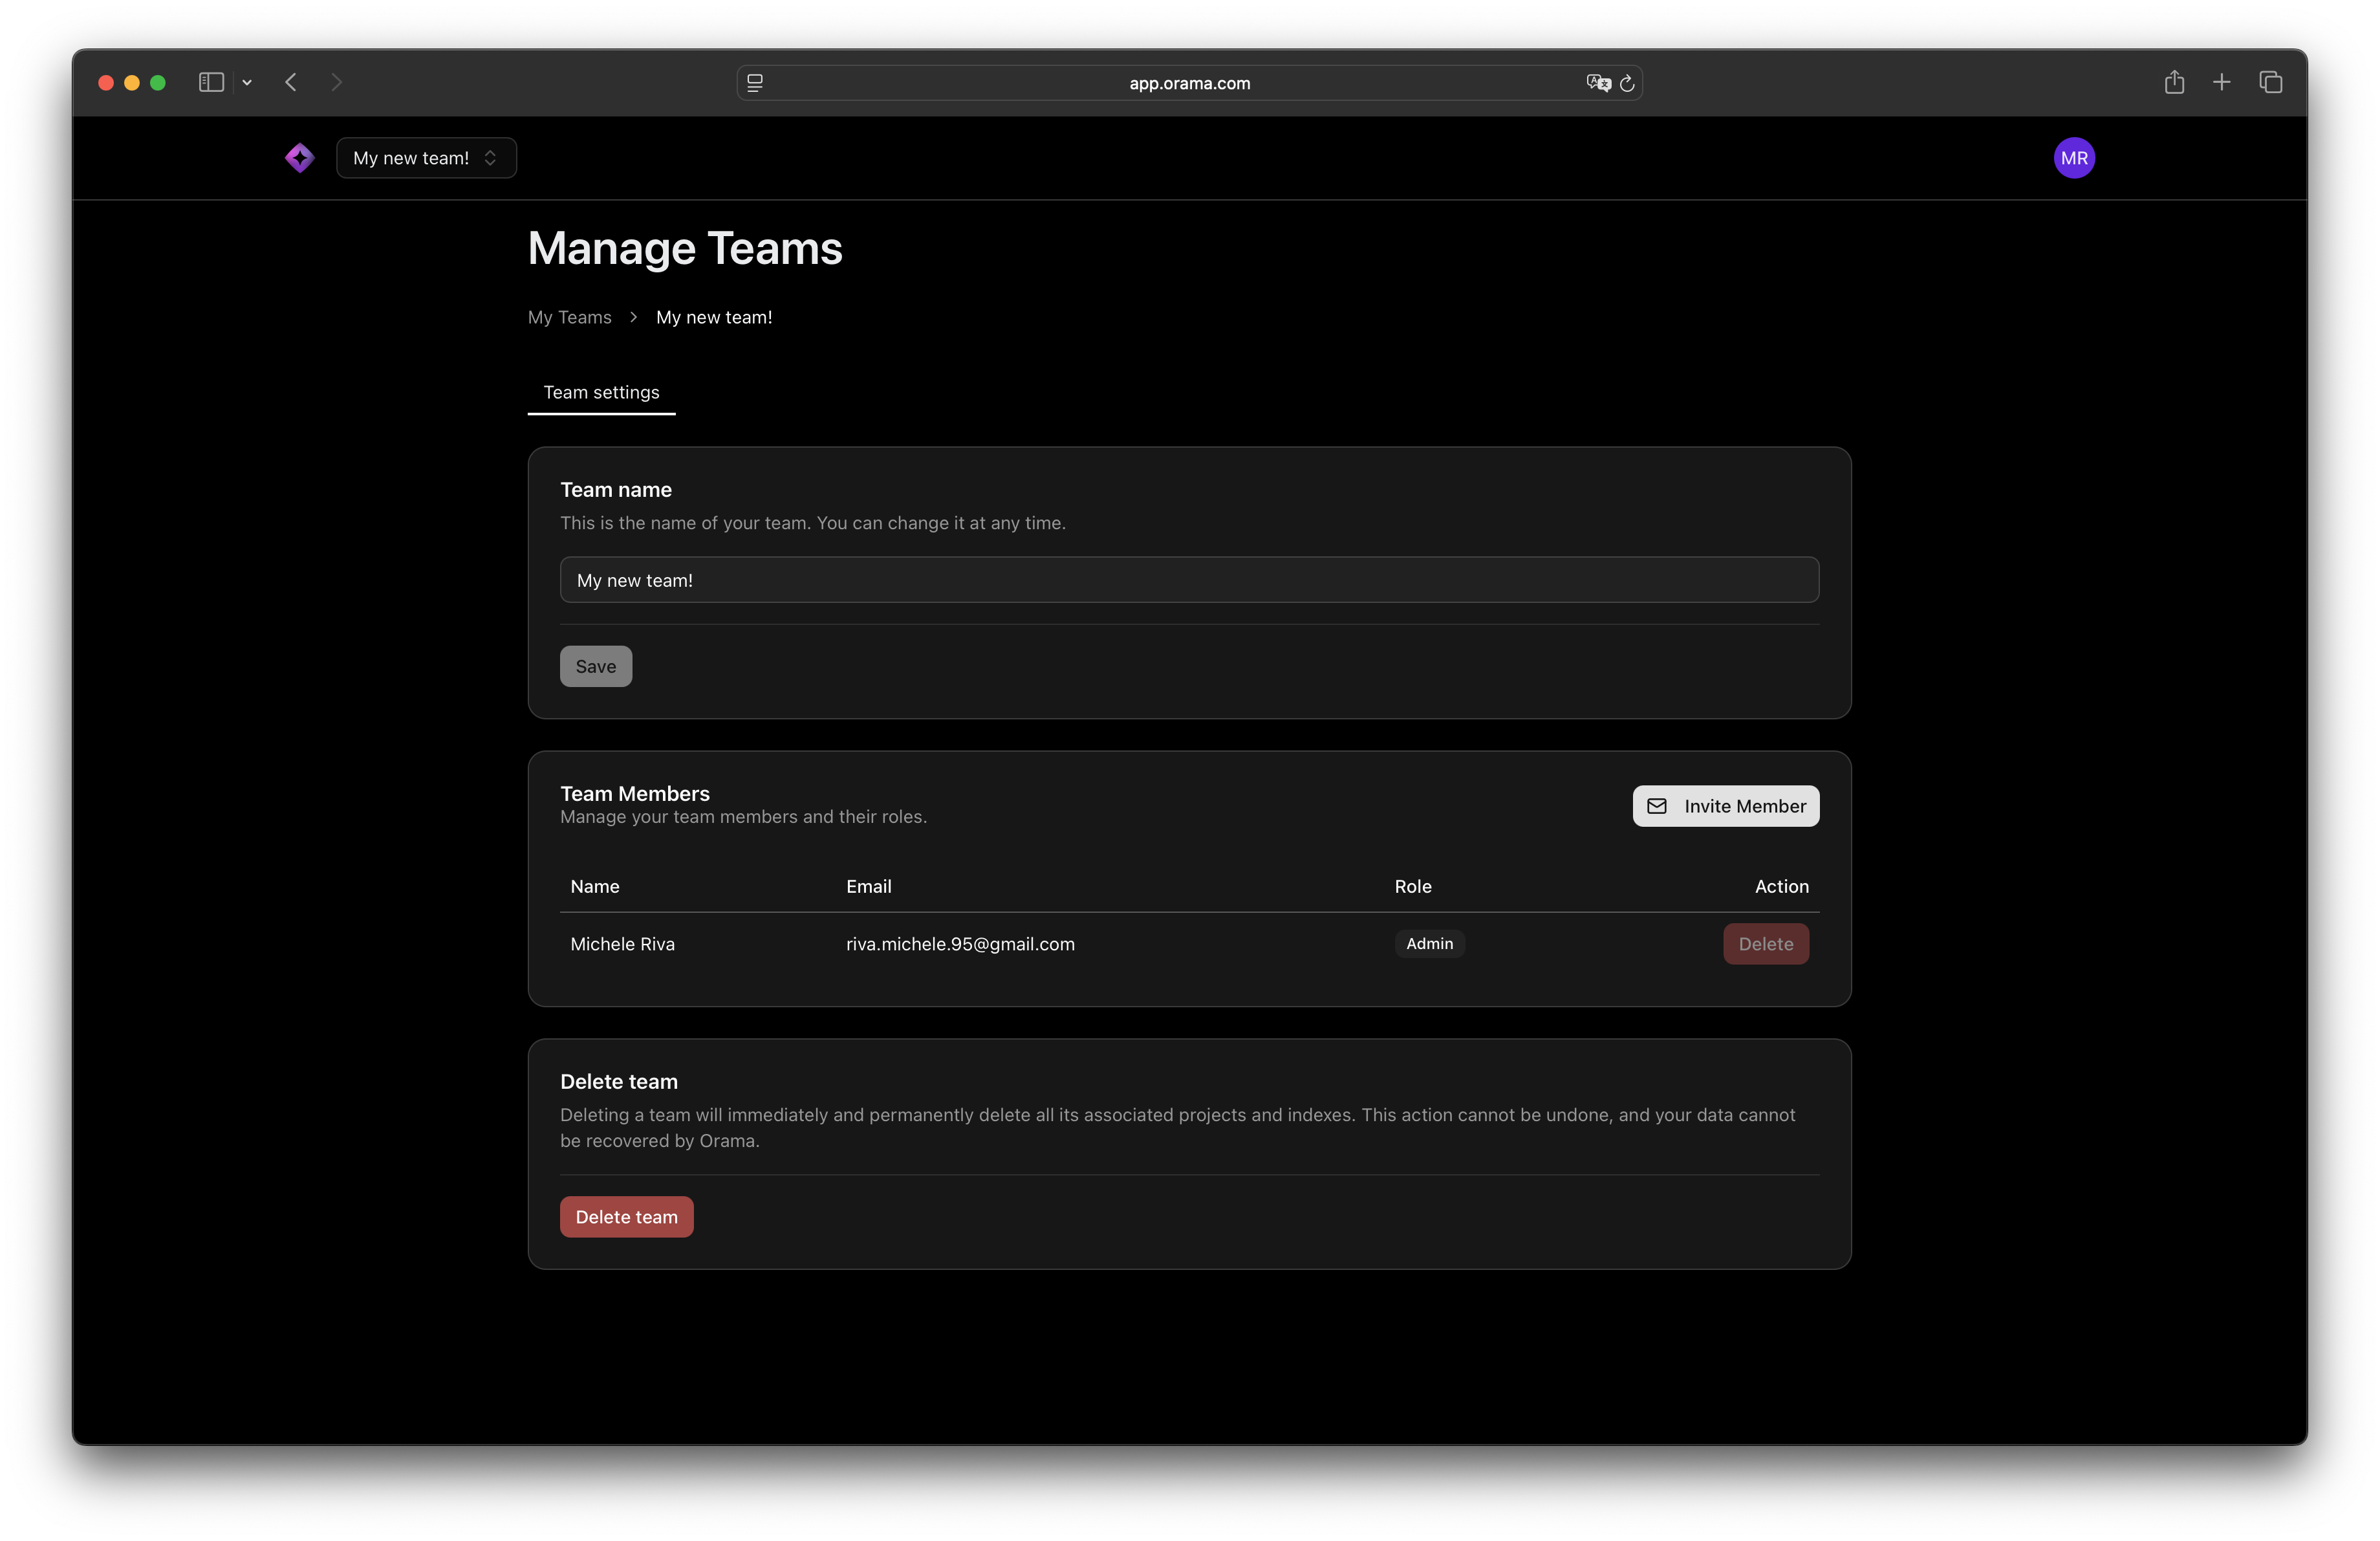 app.orama.com
My new team!
MR
Manage Teams
My Teams > My new team!
Team settings
Team name
This is the name of your team. You can change it at any time.
My new team!
Save
Team Members
Manage your team members and their roles.
Invite Member
Name Email Role Action
Michele Riva riva.michele.95@gmail.com Admin Delete
Delete team
Deleting a team will immediately and permanently delete all its associated projects and indexes. This action cannot be undone, and your data cannot
be recovered by Orama.
Delete team